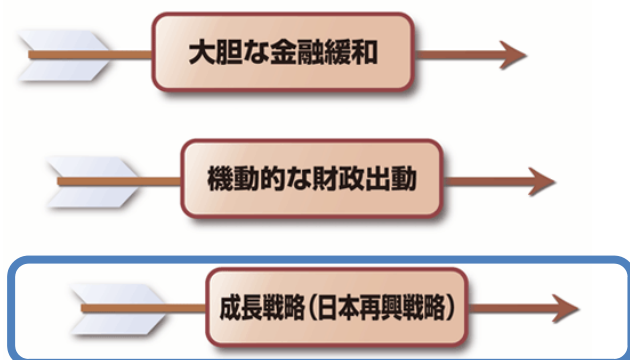 大胆な金融緩和
機動的な財政出動
成長戦略（日本再興戦略）